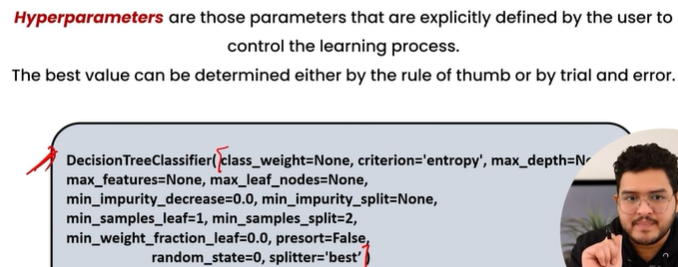 Hyperparameters are those parameters that are explicitly defined by the user to
control the learning process.
The best value can be determined either by the rule of thumb or by trial and error.
DecisionTreeClassifier(class_weight=None, criterion='entropy', max_depth=N
max_features=None, max_leaf_nodes=None,
min_impurity_decrease=0.0, min_impurity_split=None,
min_samples_leaf=1, min_samples_split=2,
min_weight_fraction_leaf=0.0, presort=False,
random_state=0, splitter='best')